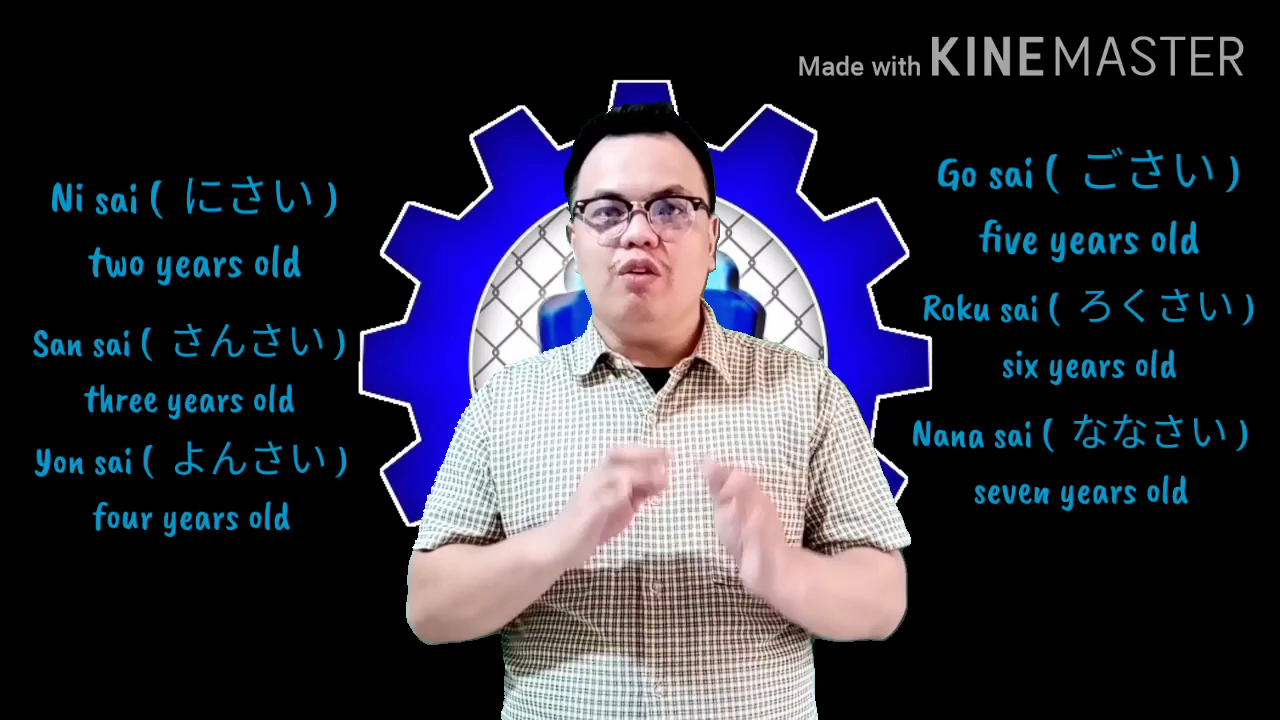 Made with KINEMASTER
Ni sai ( にさい )
two years old
San sai ( さんさい )
three years old
Yon sai ( よんさい )
four years old
Go sai ( ごさい )
five years old
Roku sai ( ろくさい )
six years old
Nana sai ( ななさい )
seven years old